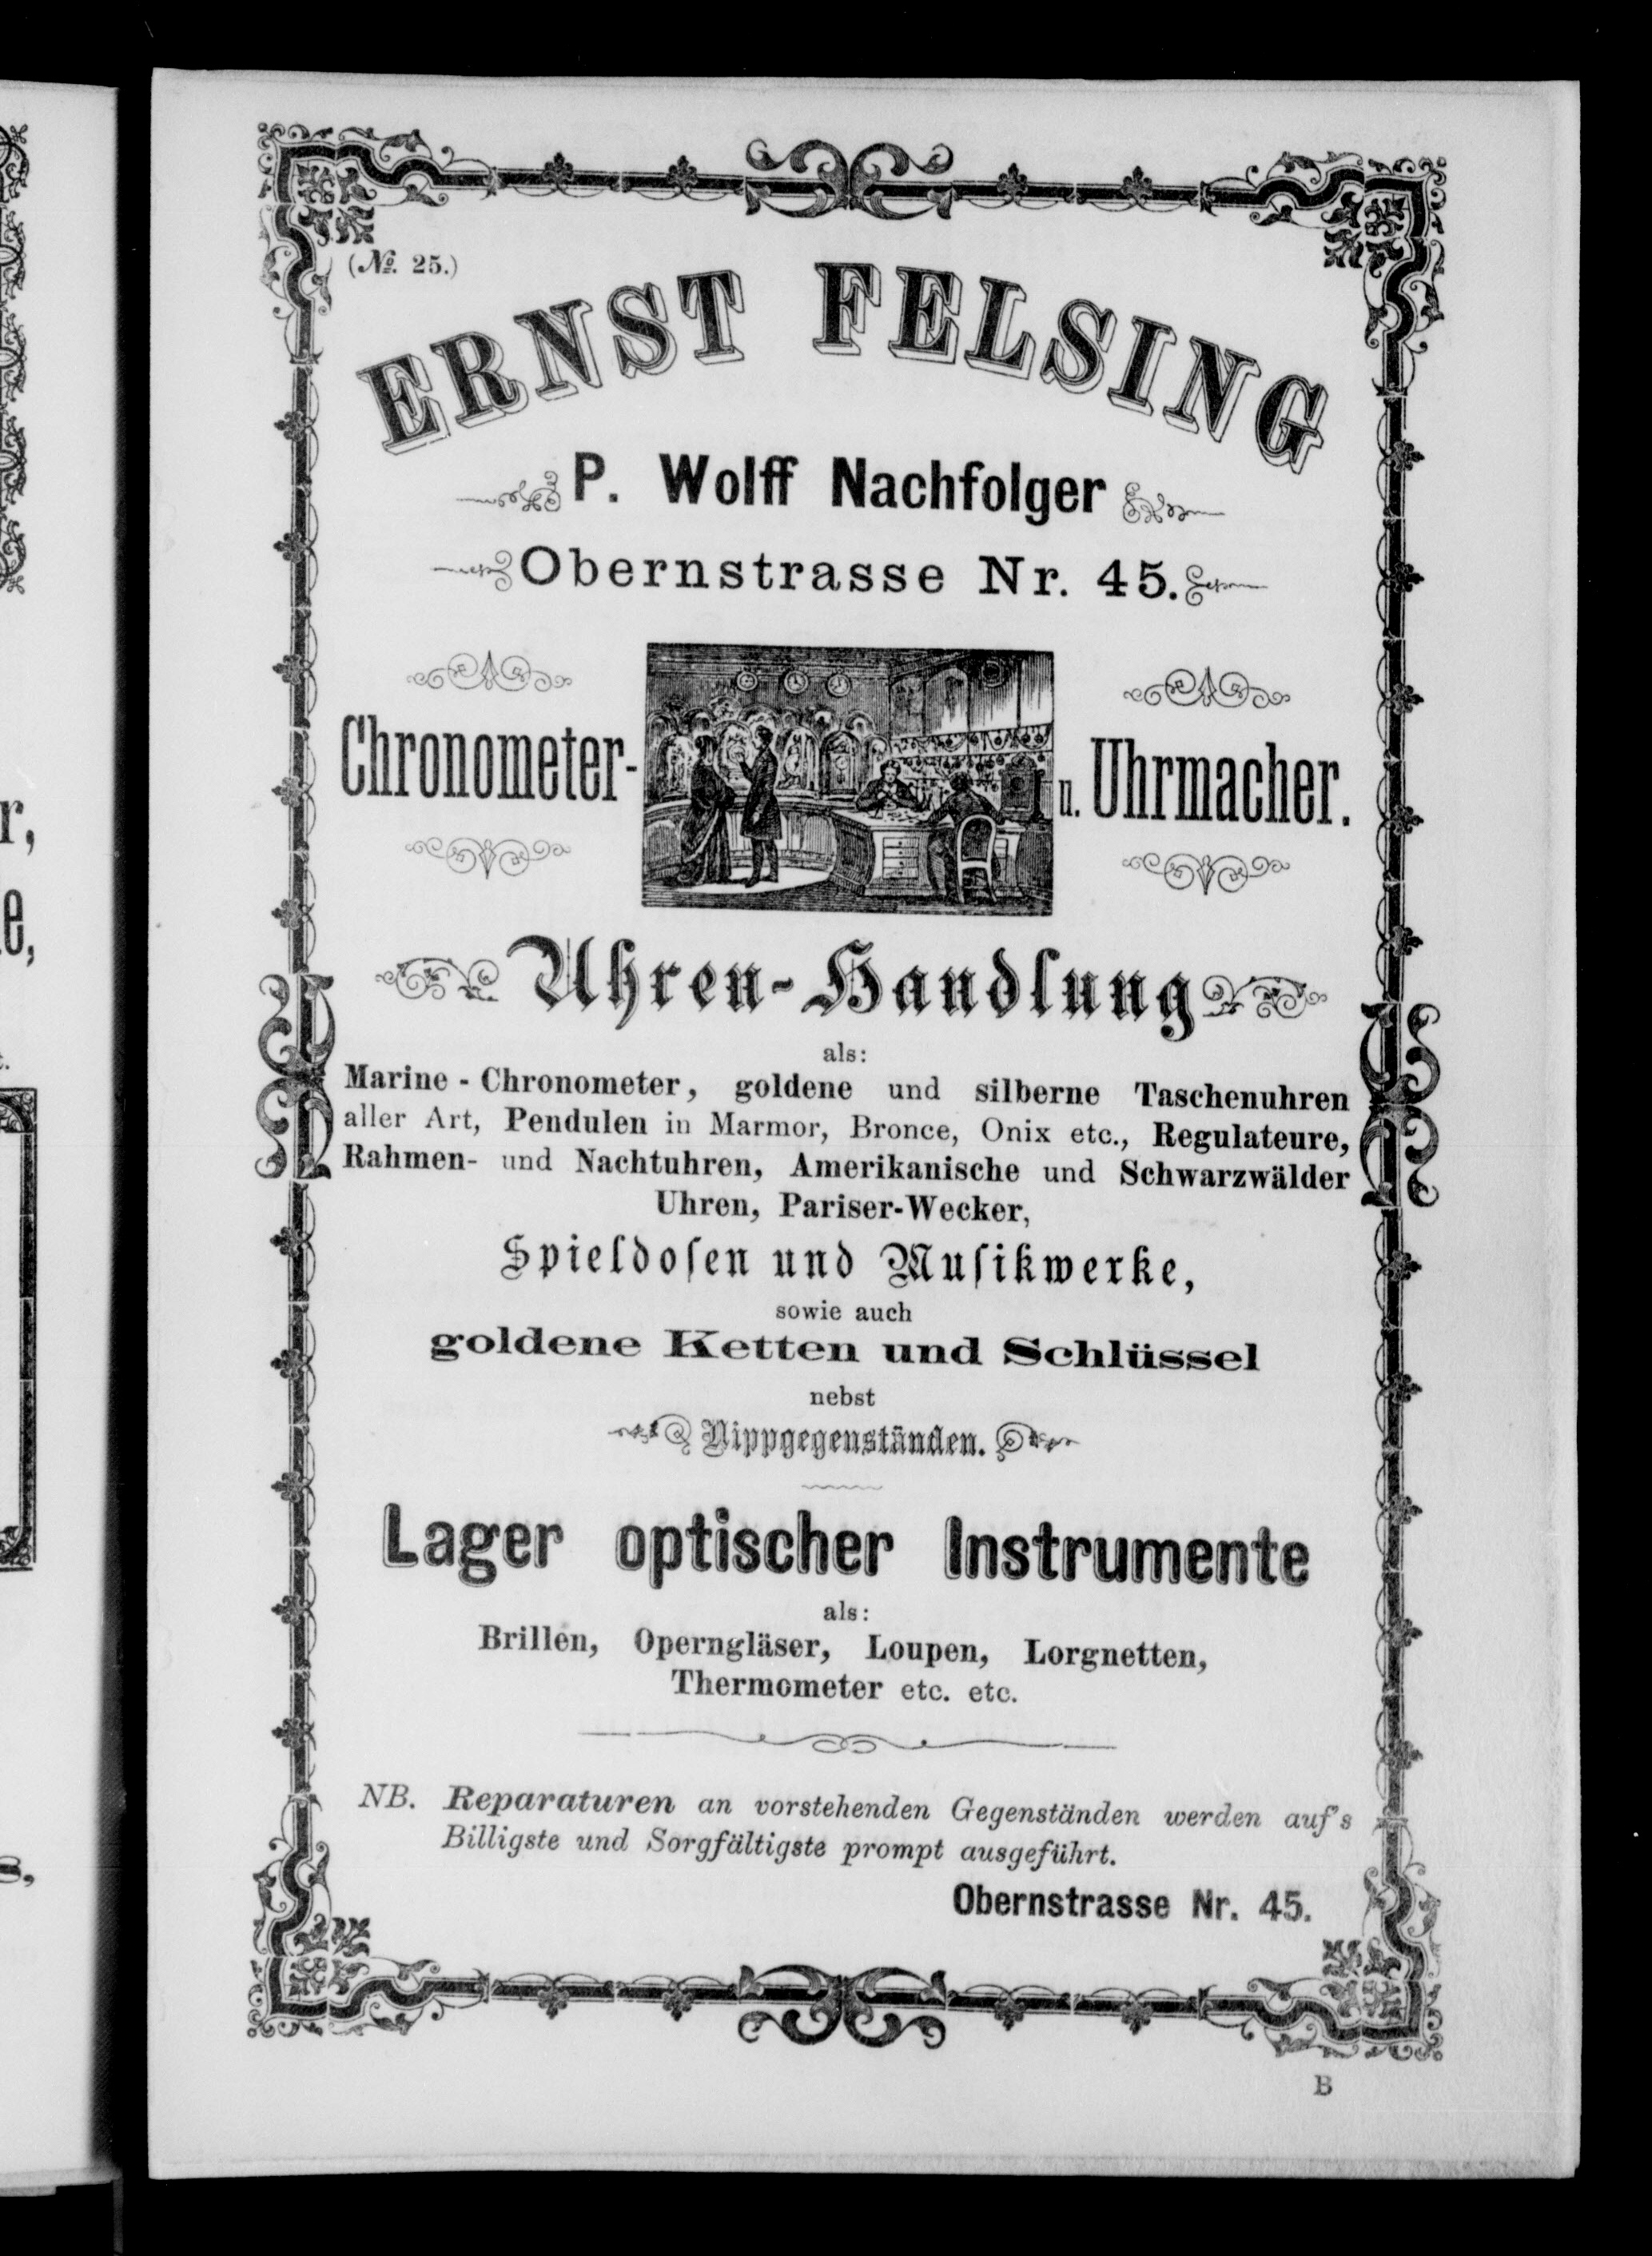 (№. 25.)
ERNST FELSING
P. Wolff Nachfolger
Obernstrasse Nr. 45.
Chronometer- u. Uhrmacher.
Uhren-Handlung
als:
Marine - Chronometer, goldene und silberne Taschenuhren
aller Art, Pendulen in Marmor, Bronce, Onix etc., Regulateure,
Rahmen- und Nachtuhren, Amerikanische und Schwarzwälder
Uhren, Pariser-Wecker,
Spieldoſen und Muſikwerke,
sowie auch
goldene Ketten und Schlüssel
nebst
Nippgegenständen.
Lager optischer Instrumente
als:
Brillen, Operngläser, Loupen, Lorgnetten,
Thermometer etc. etc.
NB. Reparaturen an vorstehenden Gegenständen werden auf's
Billigste und Sorgfältigste prompt ausgeführt.
Obernstrasse Nr. 45.
B